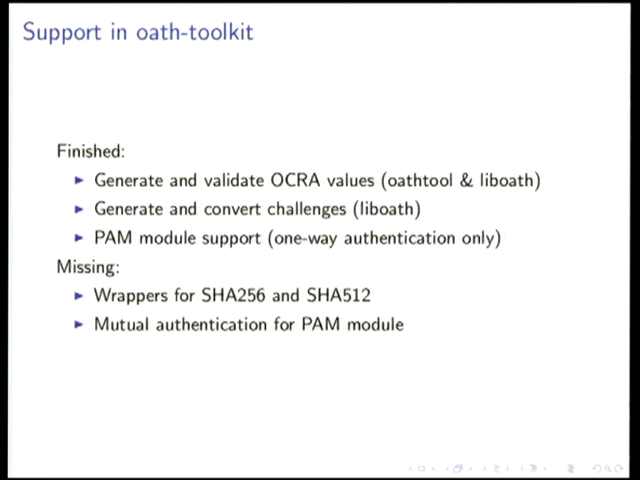 Support in oath-toolkit
Finished:
► Generate and validate OCRA values (oathtool & liboath)
► Generate and convert challenges (liboath)
► PAM module support (one-way authentication only)
Missing:
► Wrappers for SHA256 and SHA512
► Mutual authentication for PAM module